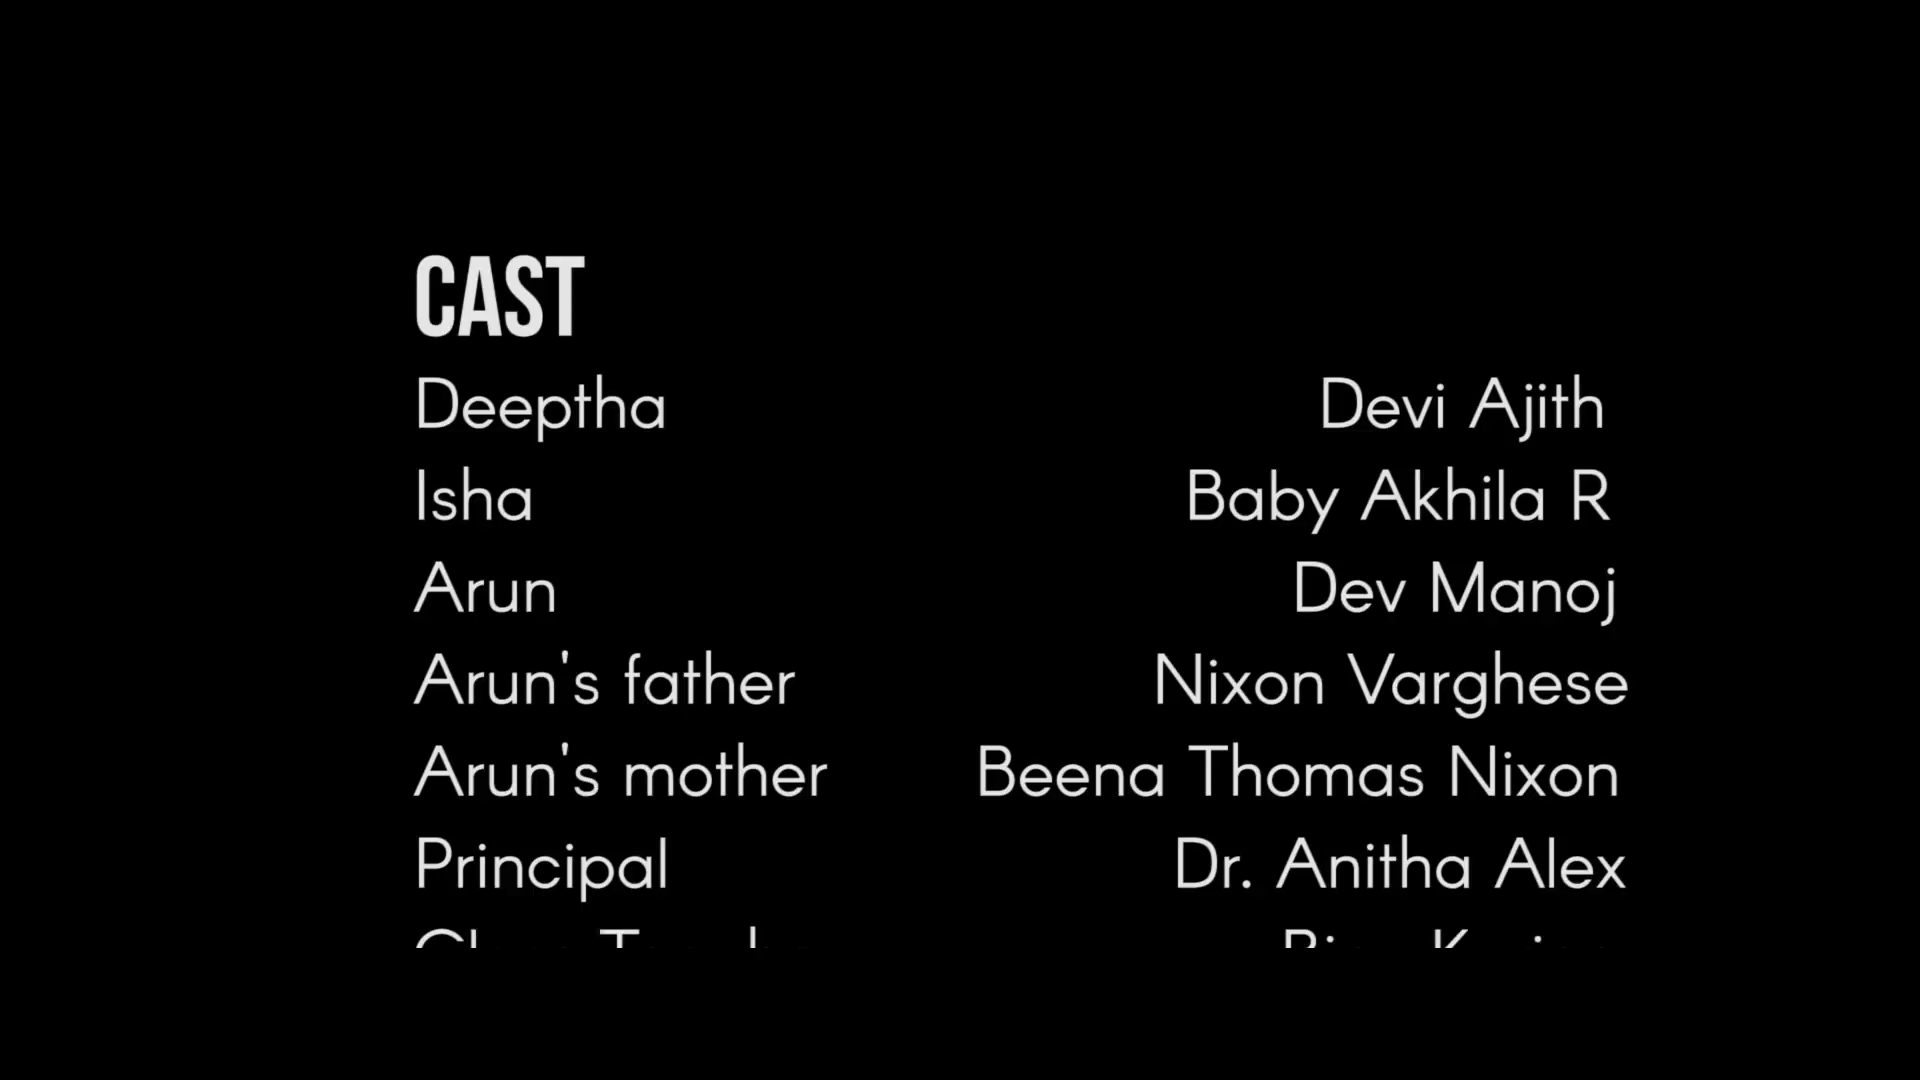 CAST
Deeptha Devi Ajith
Isha Baby Akhila R
Arun Dev Manoj
Arun's father Nixon Varghese
Arun's mother Beena Thomas Nixon
Principal Dr. Anitha Alex